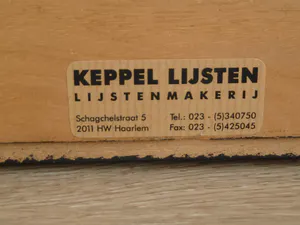 KEPPEL LIJSTEN
LIJSTENMAKERIJ
Schagchelstraat 5 Tel.: 023 - (5)340750
2011 HW Haarlem Fax: 023 - (5)425045